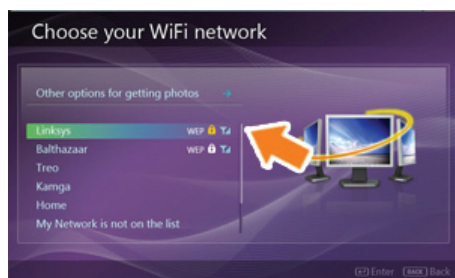 Choose your WiFi network
Other options for getting photos
Linksys WEP
Balthazaar WEP
Treo
Kamga
Home
My Network is not on the list
Enter BACK Back